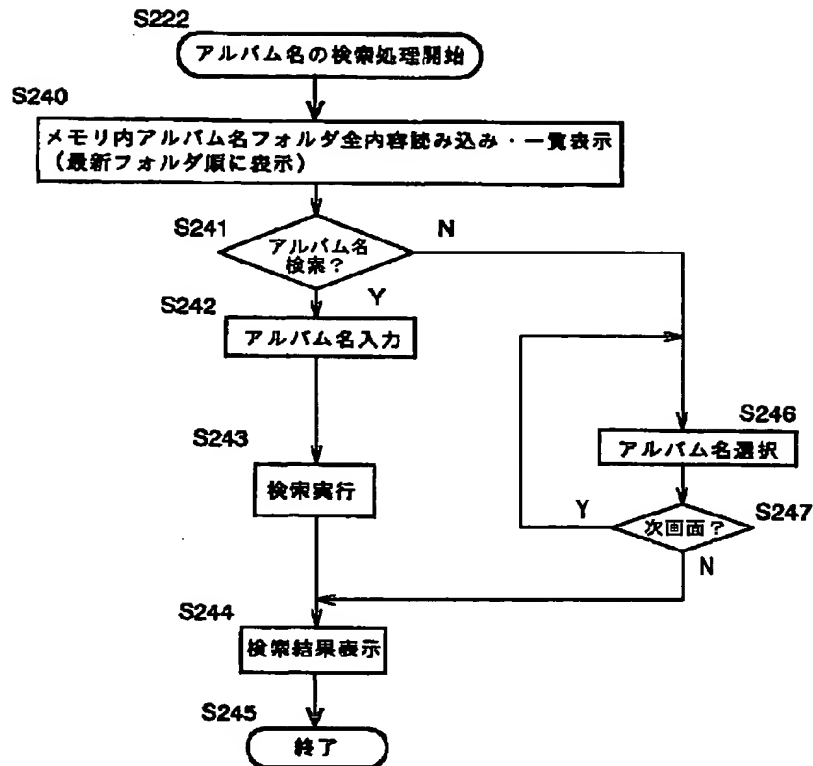 S222
アルバム名の検索処理開始
S240
メモリ内アルバム名フォルダ全内容読み込み・一覧表示
(最新フォルダ順に表示)
S241
アルバム名
検索?
N
Y
S242
アルバム名入力
S243
検索実行
S246
アルバム名選択
S247
次画面?
Y
N
S244
検索結果表示
S245
終了